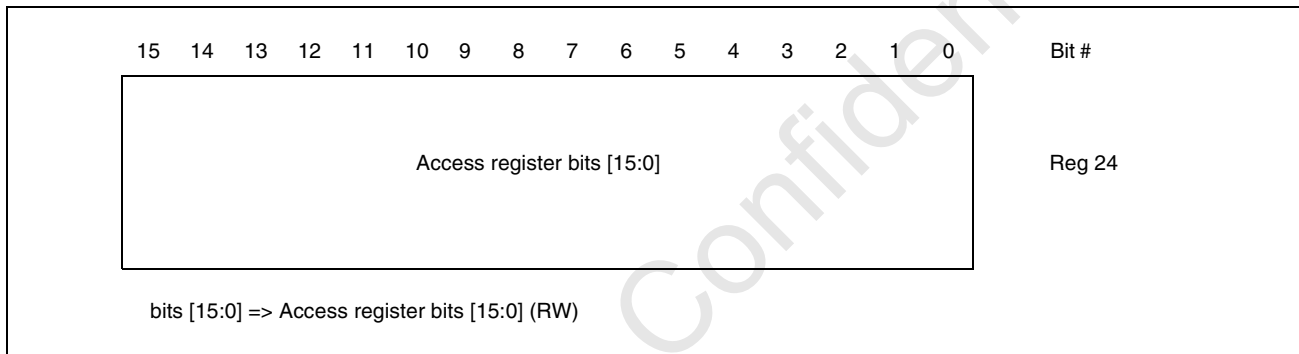 15 14 13 12 11 10 9 8 7 6 5 4 3 2 1 0 Bit #
Access register bits [15:0] Reg 24
bits [15:0] => Access register bits [15:0] (RW)
Confiden